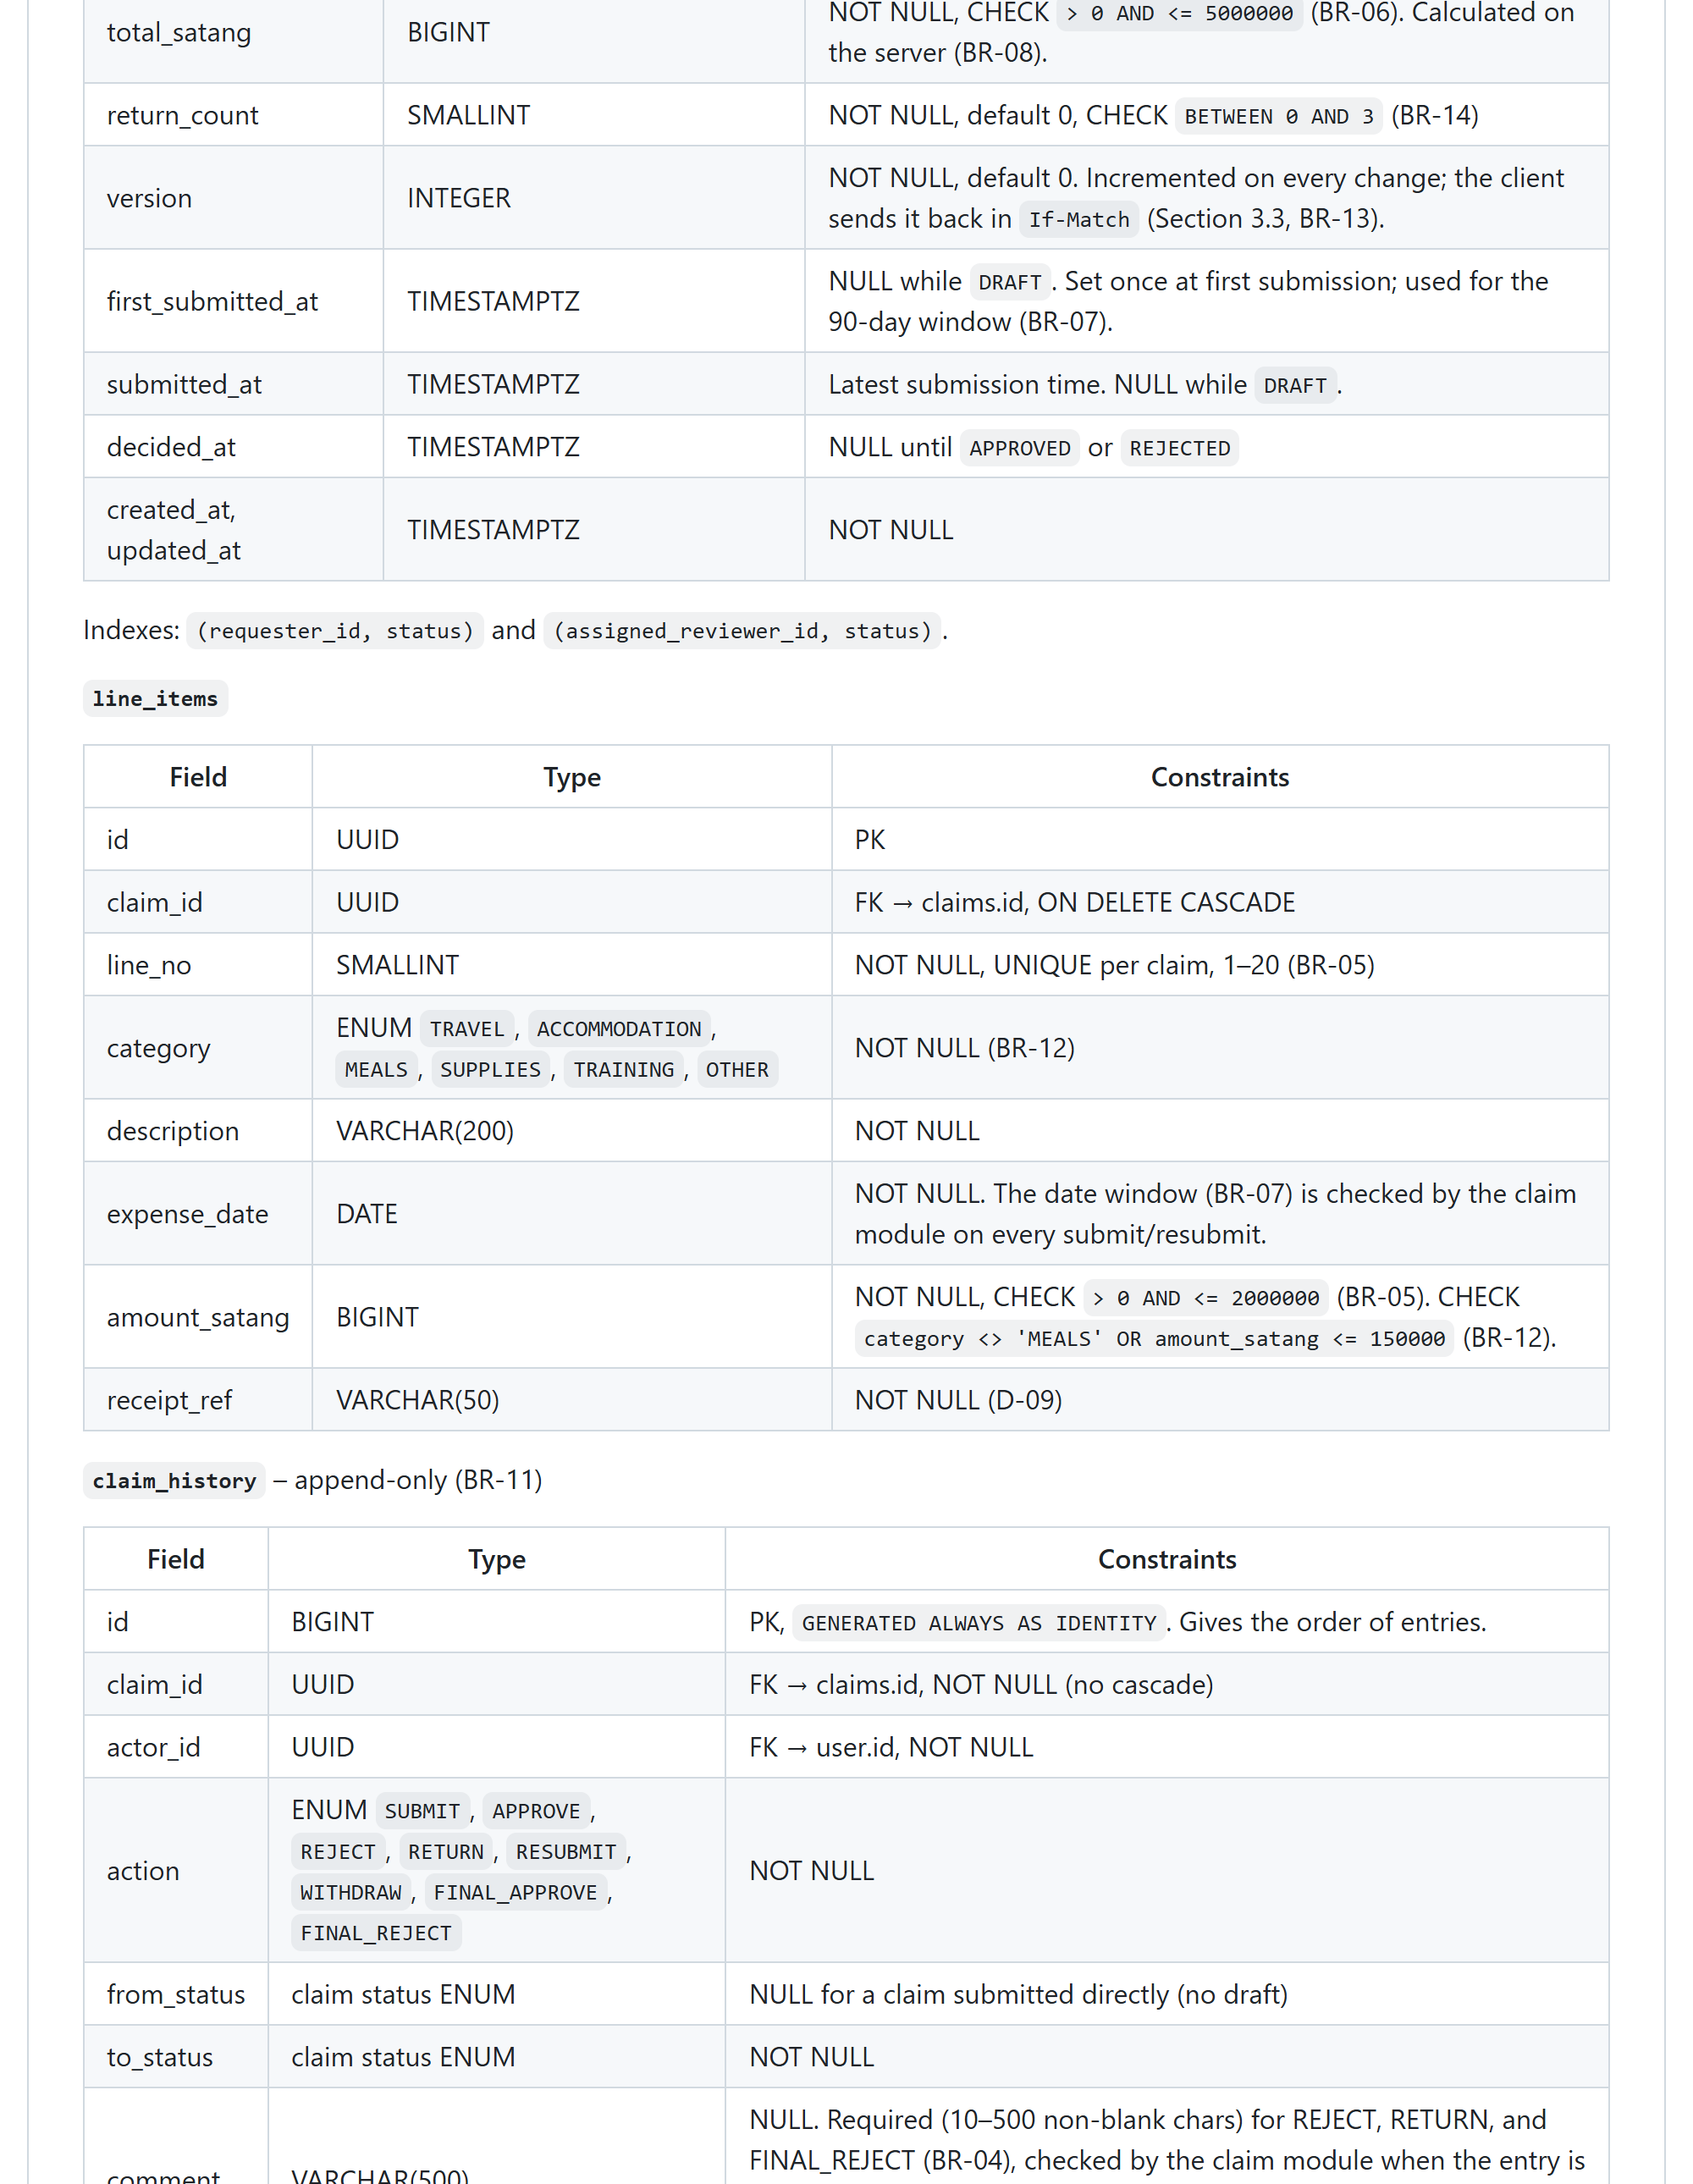 total_satang BIGINT NOT NULL, CHECK > 0 AND <= 5000000 (BR-06). Calculated on
the server (BR-08).
return_count SMALLINT NOT NULL, default 0, CHECK BETWEEN 0 AND 3 (BR-14)
version INTEGER NOT NULL, default 0. Incremented on every change; the client
sends it back in If-Match (Section 3.3, BR-13).
first_submitted_at TIMESTAMPTZ NULL while DRAFT. Set once at first submission; used for the
90-day window (BR-07).
submitted_at TIMESTAMPTZ Latest submission time. NULL while DRAFT.
decided_at TIMESTAMPTZ NULL until APPROVED or REJECTED
created_at,
updated_at TIMESTAMPTZ NOT NULL
Indexes: (requester_id, status) and (assigned_reviewer_id, status).
line_items
Field Type Constraints
id UUID PK
claim_id UUID FK → claims.id, ON DELETE CASCADE
line_no SMALLINT NOT NULL, UNIQUE per claim, 1–20 (BR-05)
category ENUM TRAVEL, ACCOMMODATION,
MEALS, SUPPLIES, TRAINING, OTHER NOT NULL (BR-12)
description VARCHAR(200) NOT NULL
expense_date DATE NOT NULL. The date window (BR-07) is checked by the claim
module on every submit/resubmit.
amount_satang BIGINT NOT NULL, CHECK > 0 AND <= 2000000 (BR-05). CHECK
category <> 'MEALS' OR amount_satang <= 150000 (BR-12).
receipt_ref VARCHAR(50) NOT NULL (D-09)
claim_history – append-only (BR-11)
Field Type Constraints
id BIGINT PK, GENERATED ALWAYS AS IDENTITY. Gives the order of entries.
claim_id UUID FK → claims.id, NOT NULL (no cascade)
actor_id UUID FK → user.id, NOT NULL
action ENUM SUBMIT, APPROVE,
REJECT, RETURN, RESUBMIT,
WITHDRAW, FINAL_APPROVE,
FINAL_REJECT NOT NULL
from_status claim status ENUM NULL for a claim submitted directly (no draft)
to_status claim status ENUM NOT NULL
comment VARCHAR(500) NULL. Required (10–500 non-blank chars) for REJECT, RETURN, and
FINAL_REJECT (BR-04), checked by the claim module when the entry is